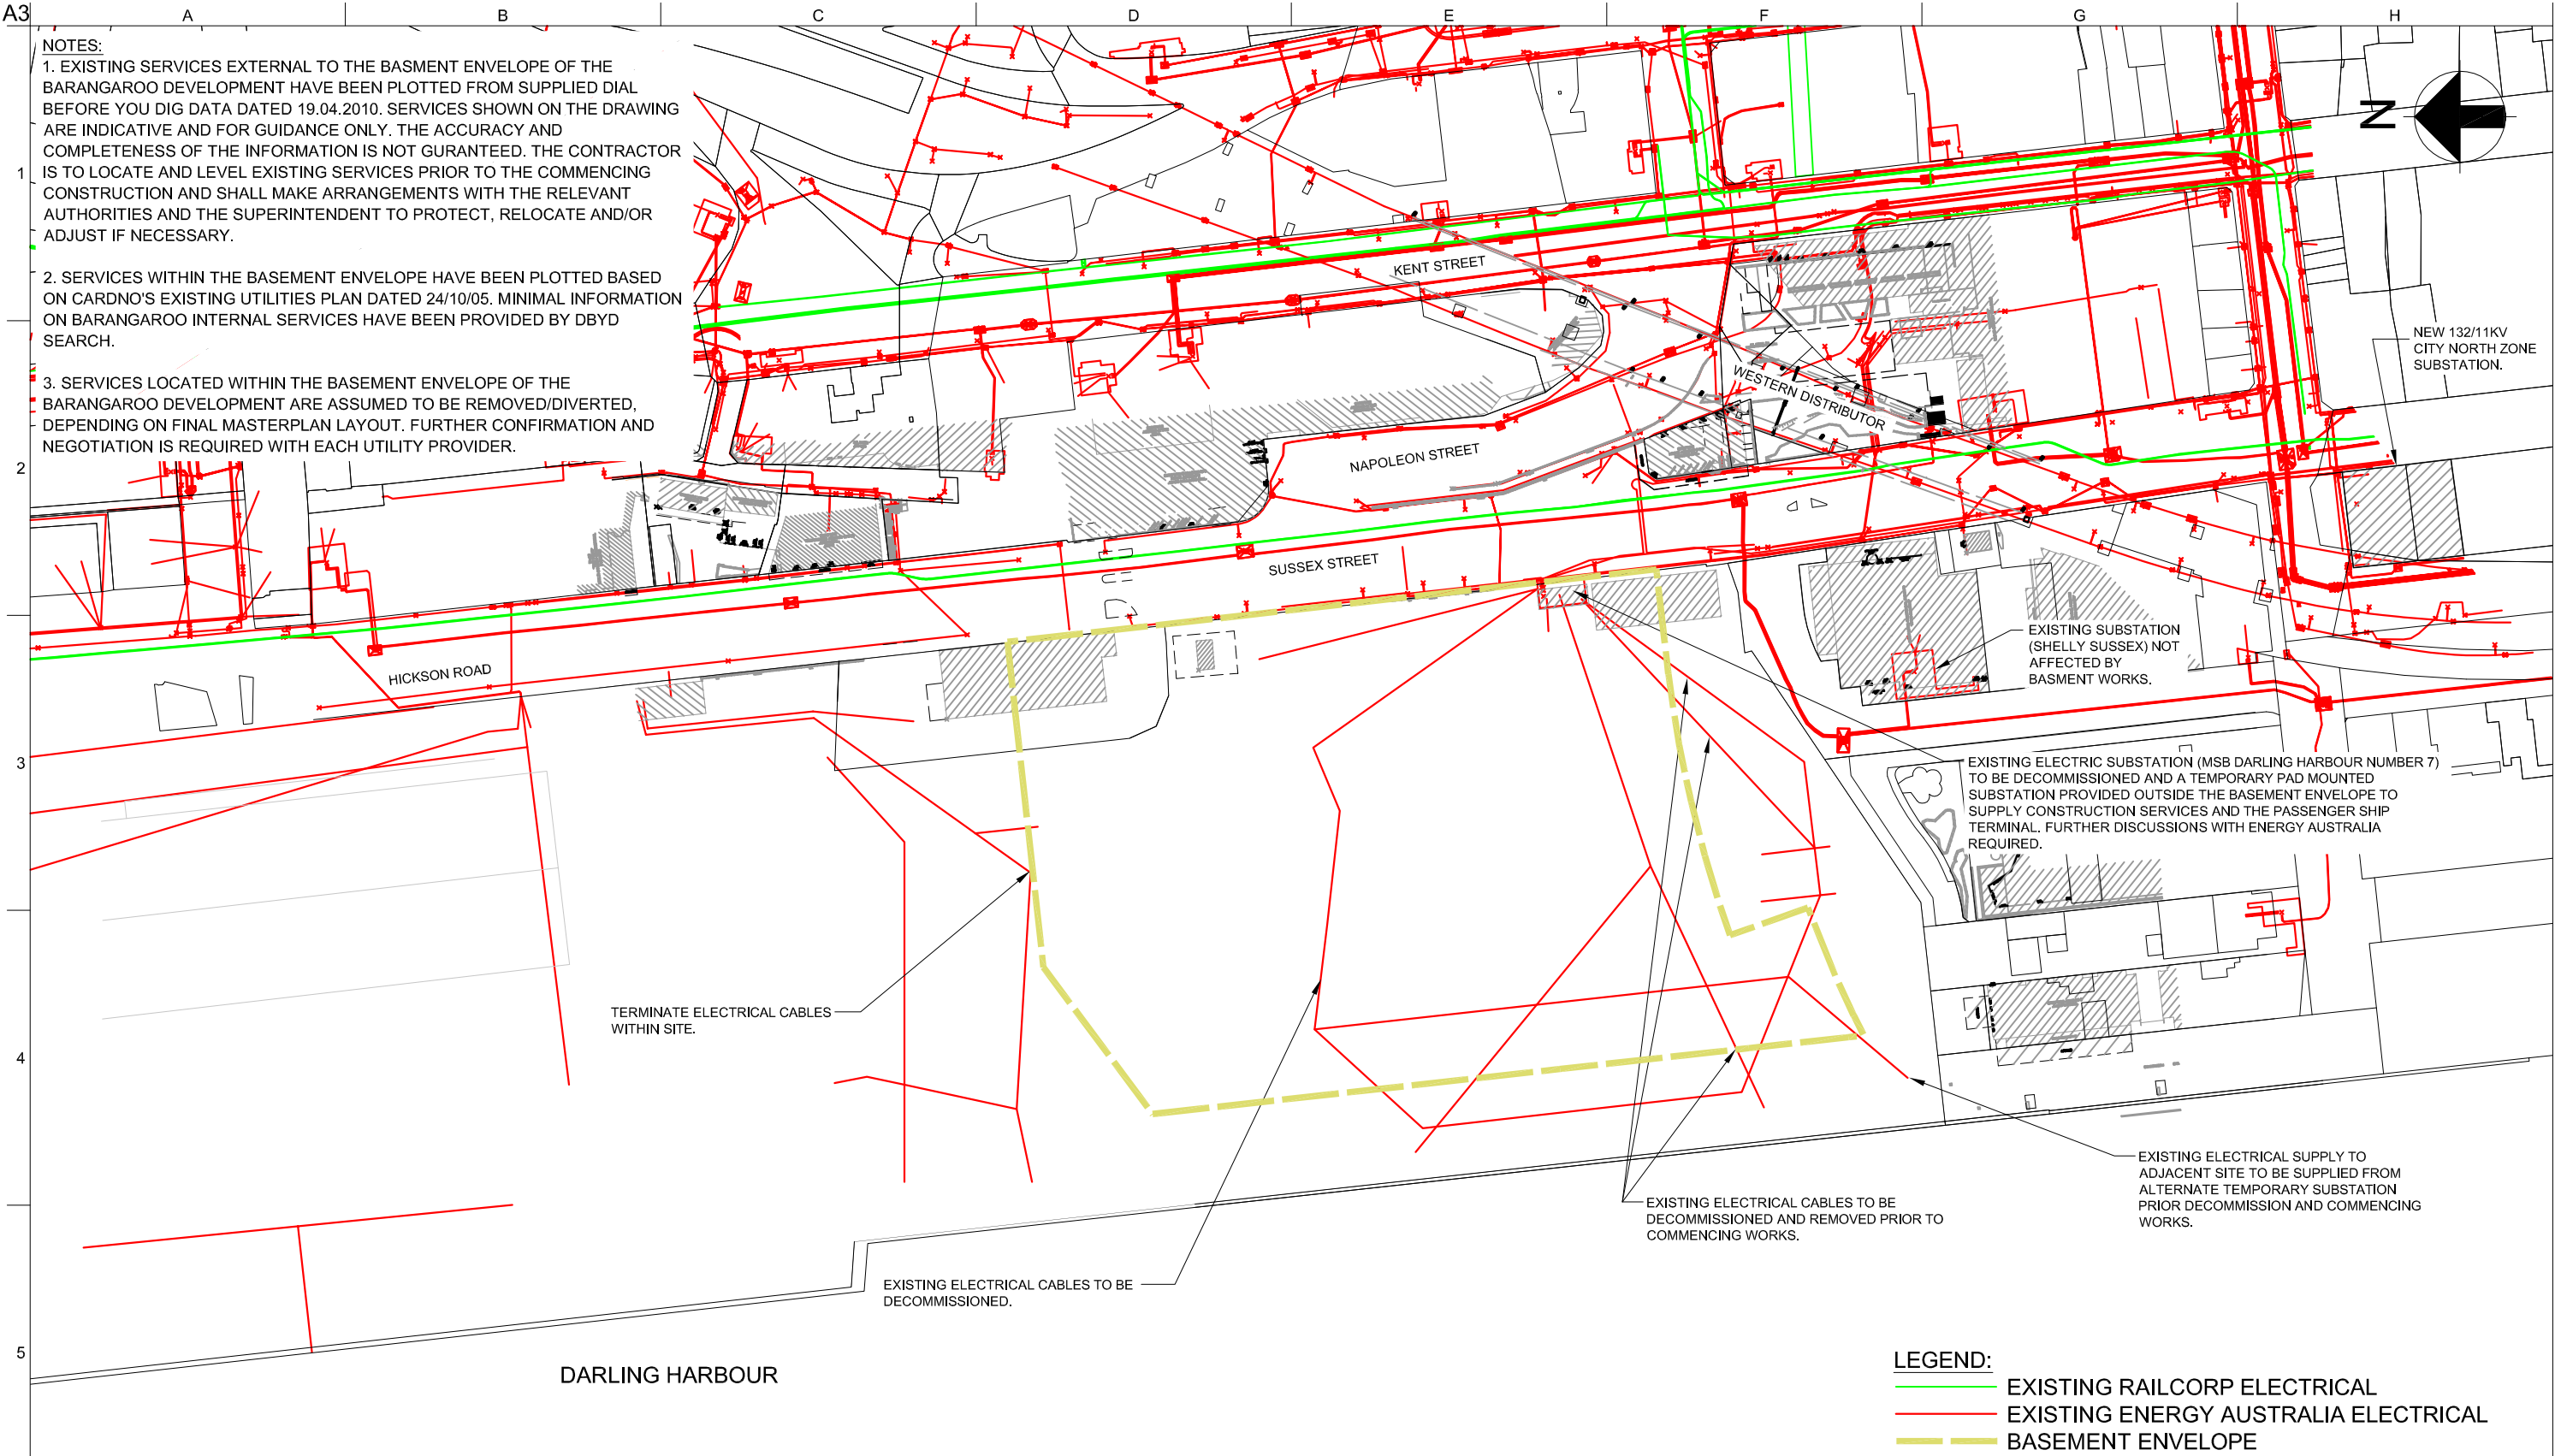 A3
A B C D E F G H
NOTES:
1. EXISTING SERVICES EXTERNAL TO THE BASMENT ENVELOPE OF THE
BARANGAROO DEVELOPMENT HAVE BEEN PLOTTED FROM SUPPLIED DIAL
BEFORE YOU DIG DATA DATED 19.04.2010. SERVICES SHOWN ON THE DRAWING
ARE INDICATIVE AND FOR GUIDANCE ONLY. THE ACCURACY AND
COMPLETENESS OF THE INFORMATION IS NOT GURANTEED. THE CONTRACTOR
IS TO LOCATE AND LEVEL EXISTING SERVICES PRIOR TO THE COMMENCING
CONSTRUCTION AND SHALL MAKE ARRANGEMENTS WITH THE RELEVANT
AUTHORITIES AND THE SUPERINTENDENT TO PROTECT, RELOCATE AND/OR
ADJUST IF NECESSARY.
2. SERVICES WITHIN THE BASEMENT ENVELOPE HAVE BEEN PLOTTED BASED
ON CARDNO'S EXISTING UTILITIES PLAN DATED 24/10/05. MINIMAL INFORMATION
ON BARANGAROO INTERNAL SERVICES HAVE BEEN PROVIDED BY DBYD
SEARCH.
3. SERVICES LOCATED WITHIN THE BASEMENT ENVELOPE OF THE
BARANGAROO DEVELOPMENT ARE ASSUMED TO BE REMOVED/DIVERTED,
DEPENDING ON FINAL MASTERPLAN LAYOUT. FURTHER CONFIRMATION AND
NEGOTIATION IS REQUIRED WITH EACH UTILITY PROVIDER.
1
2
3
4
5
N
KENT STREET
NEW 132/11KV
CITY NORTH ZONE
SUBSTATION.
WESTERN DISTRIBUTOR
NAPOLEON STREET
SUSSEX STREET
HICKSON ROAD
EXISTING SUBSTATION
(SHELLY SUSSEX) NOT
AFFECTED BY
BASMENT WORKS.
EXISTING ELECTRIC SUBSTATION (MSB DARLING HARBOUR NUMBER 7)
TO BE DECOMMISSIONED AND A TEMPORARY PAD MOUNTED
SUBSTATION PROVIDED OUTSIDE THE BASEMENT ENVELOPE TO
SUPPLY CONSTRUCTION SERVICES AND THE PASSENGER SHIP
TERMINAL. FURTHER DISCUSSIONS WITH ENERGY AUSTRALIA
REQUIRED.
TERMINATE ELECTRICAL CABLES
WITHIN SITE.
EXISTING ELECTRICAL SUPPLY TO
ADJACENT SITE TO BE SUPPLIED FROM
ALTERNATE TEMPORARY SUBSTATION
PRIOR DECOMMISSION AND COMMENCING
WORKS.
EXISTING ELECTRICAL CABLES TO BE
DECOMMISSIONED AND REMOVED PRIOR TO
COMMENCING WORKS.
EXISTING ELECTRICAL CABLES TO BE
DECOMMISSIONED.
DARLING HARBOUR
LEGEND:
EXISTING RAILCORP ELECTRICAL
EXISTING ENERGY AUSTRALIA ELECTRICAL
BASEMENT ENVELOPE